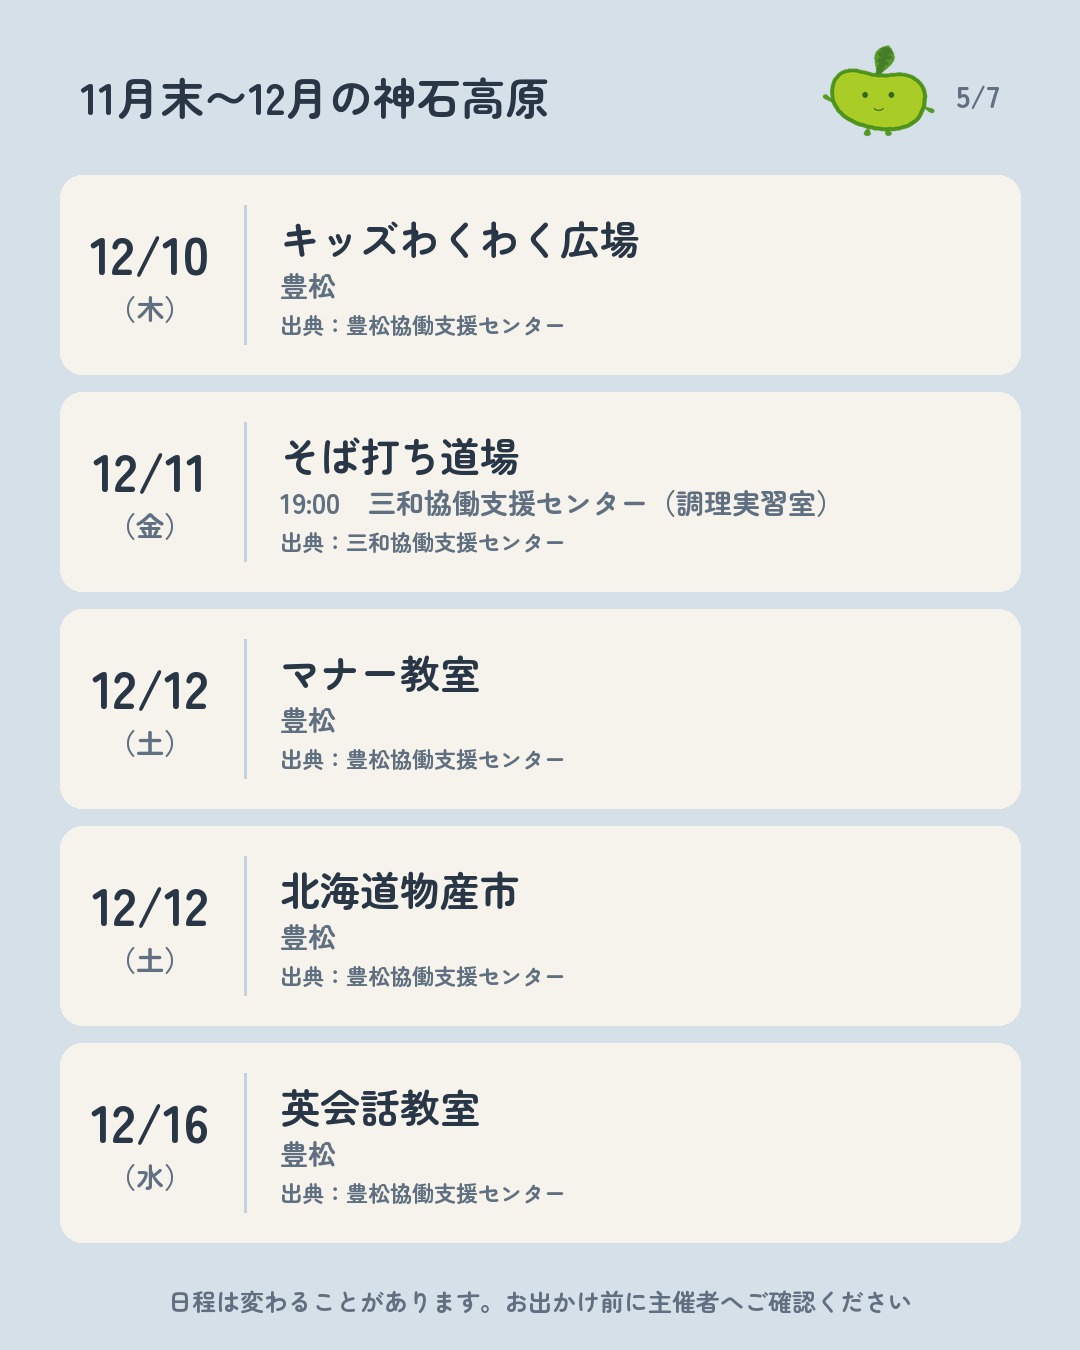 11月末〜12月の神石高原
5/7
12/10
（木）
キッズわくわく広場
豊松
出典：豊松協働支援センター
12/11
（金）
そば打ち道場
19:00　三和協働支援センター（調理実習室）
出典：三和協働支援センター
12/12
（土）
マナー教室
豊松
出典：豊松協働支援センター
12/12
（土）
北海道物産市
豊松
出典：豊松協働支援センター
12/16
（水）
英会話教室
豊松
出典：豊松協働支援センター
日程は変わることがあります。お出かけ前に主催者へご確認ください